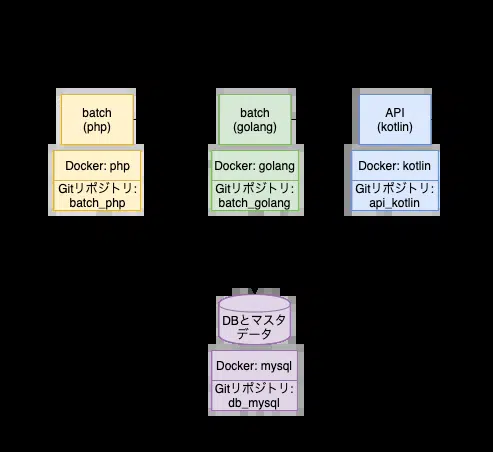 batch
(php)
batch
(golang)
API
(kotlin)
Docker: php
Gitリポジトリ:
batch_php
Docker: golang
Gitリポジトリ:
batch_golang
Docker: kotlin
Gitリポジトリ:
api_kotlin
DBとマスタ
データ
Docker: mysql
Gitリポジトリ:
db_mysql